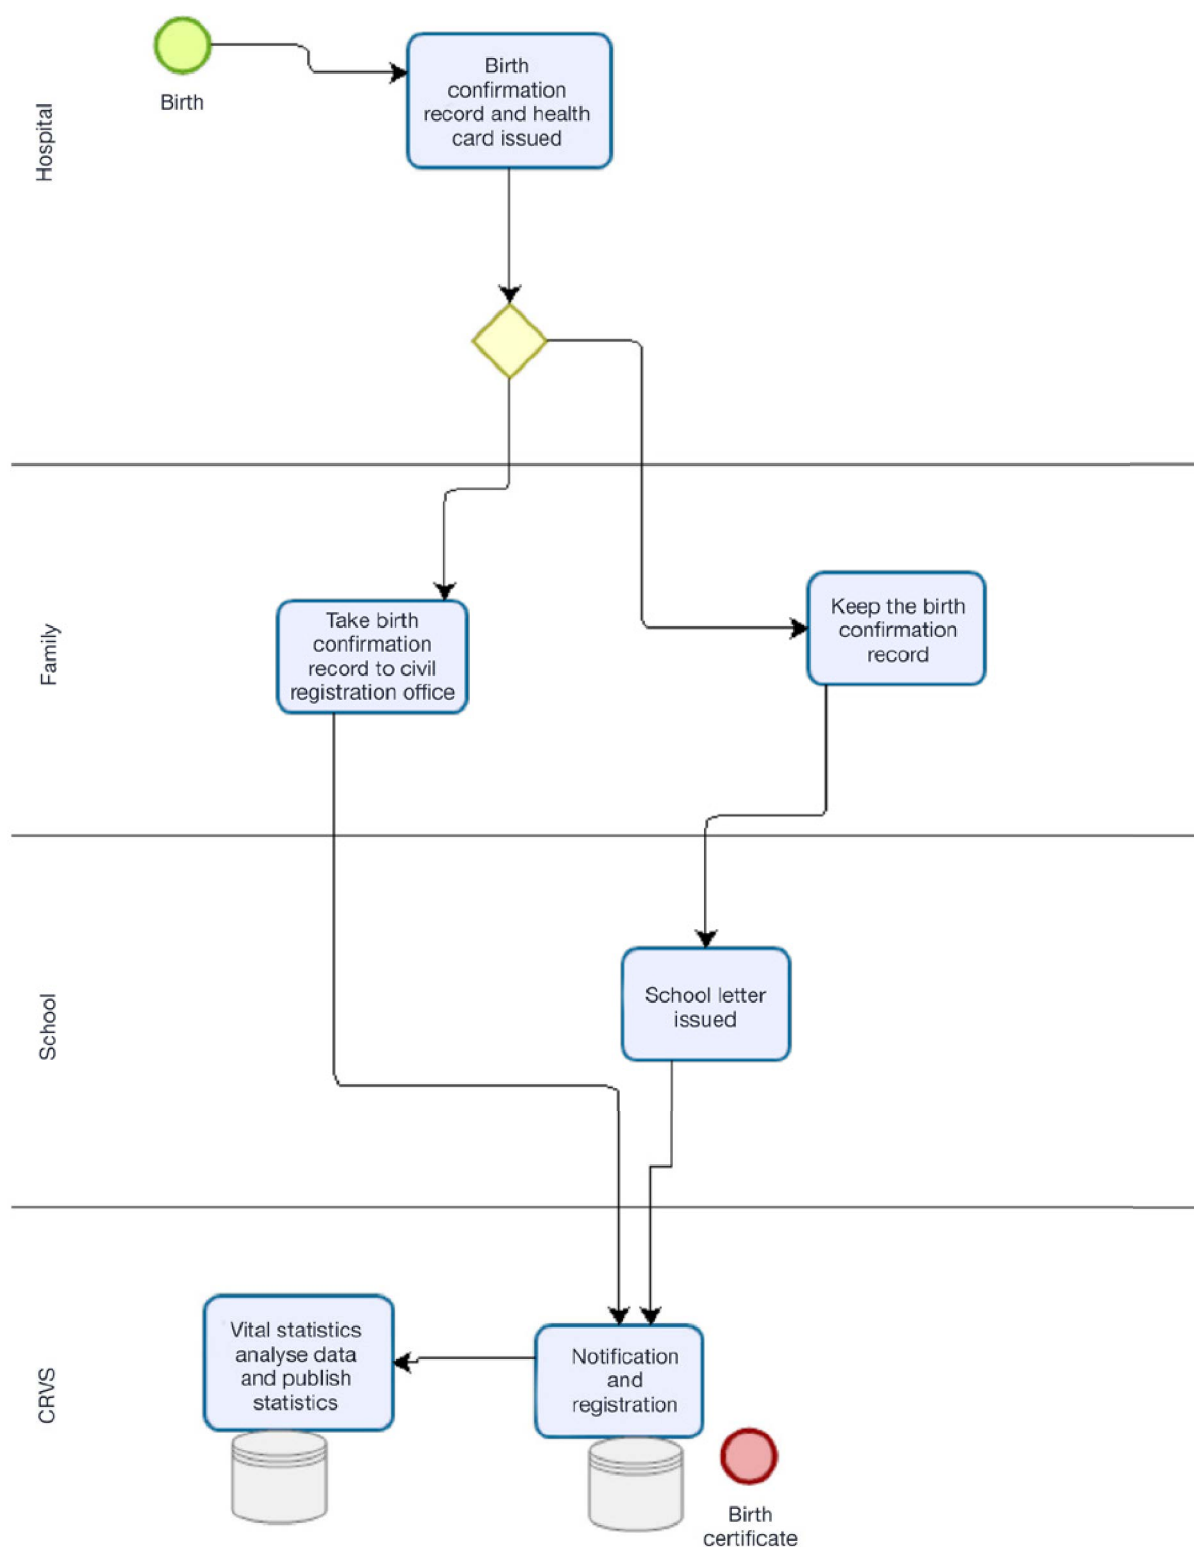 Birth
Birth
confirmation
record and health
card issued
Hospital
Take birth
confirmation
record to civil
registration office
Keep the birth
confirmation
record
Family
School letter
issued
School
Vital statistics
analyse data
and publish
statistics
Notification
and
registration
CRVS
Birth
certificate